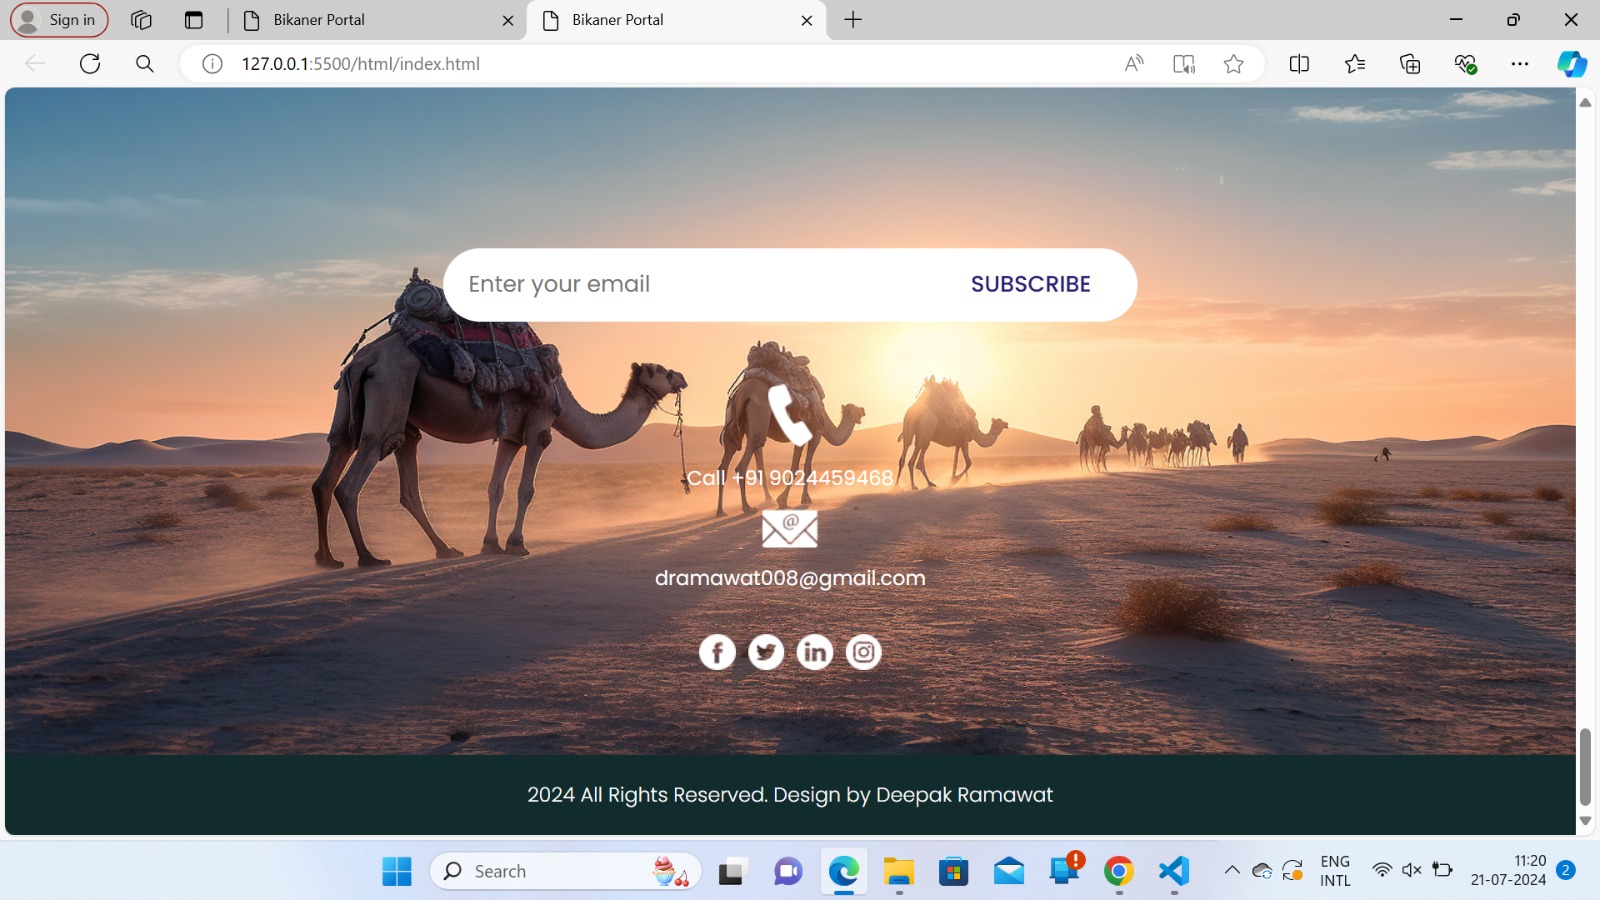 Sign in
Bikaner Portal
Bikaner Portal
127.0.0.1:5500/html/index.html
Enter your email SUBSCRIBE
Call +91 9024459468
@
dramawat008@gmail.com
2024 All Rights Reserved. Design by Deepak Ramawat
Search
ENG
INTL
11:20
21-07-2024
2